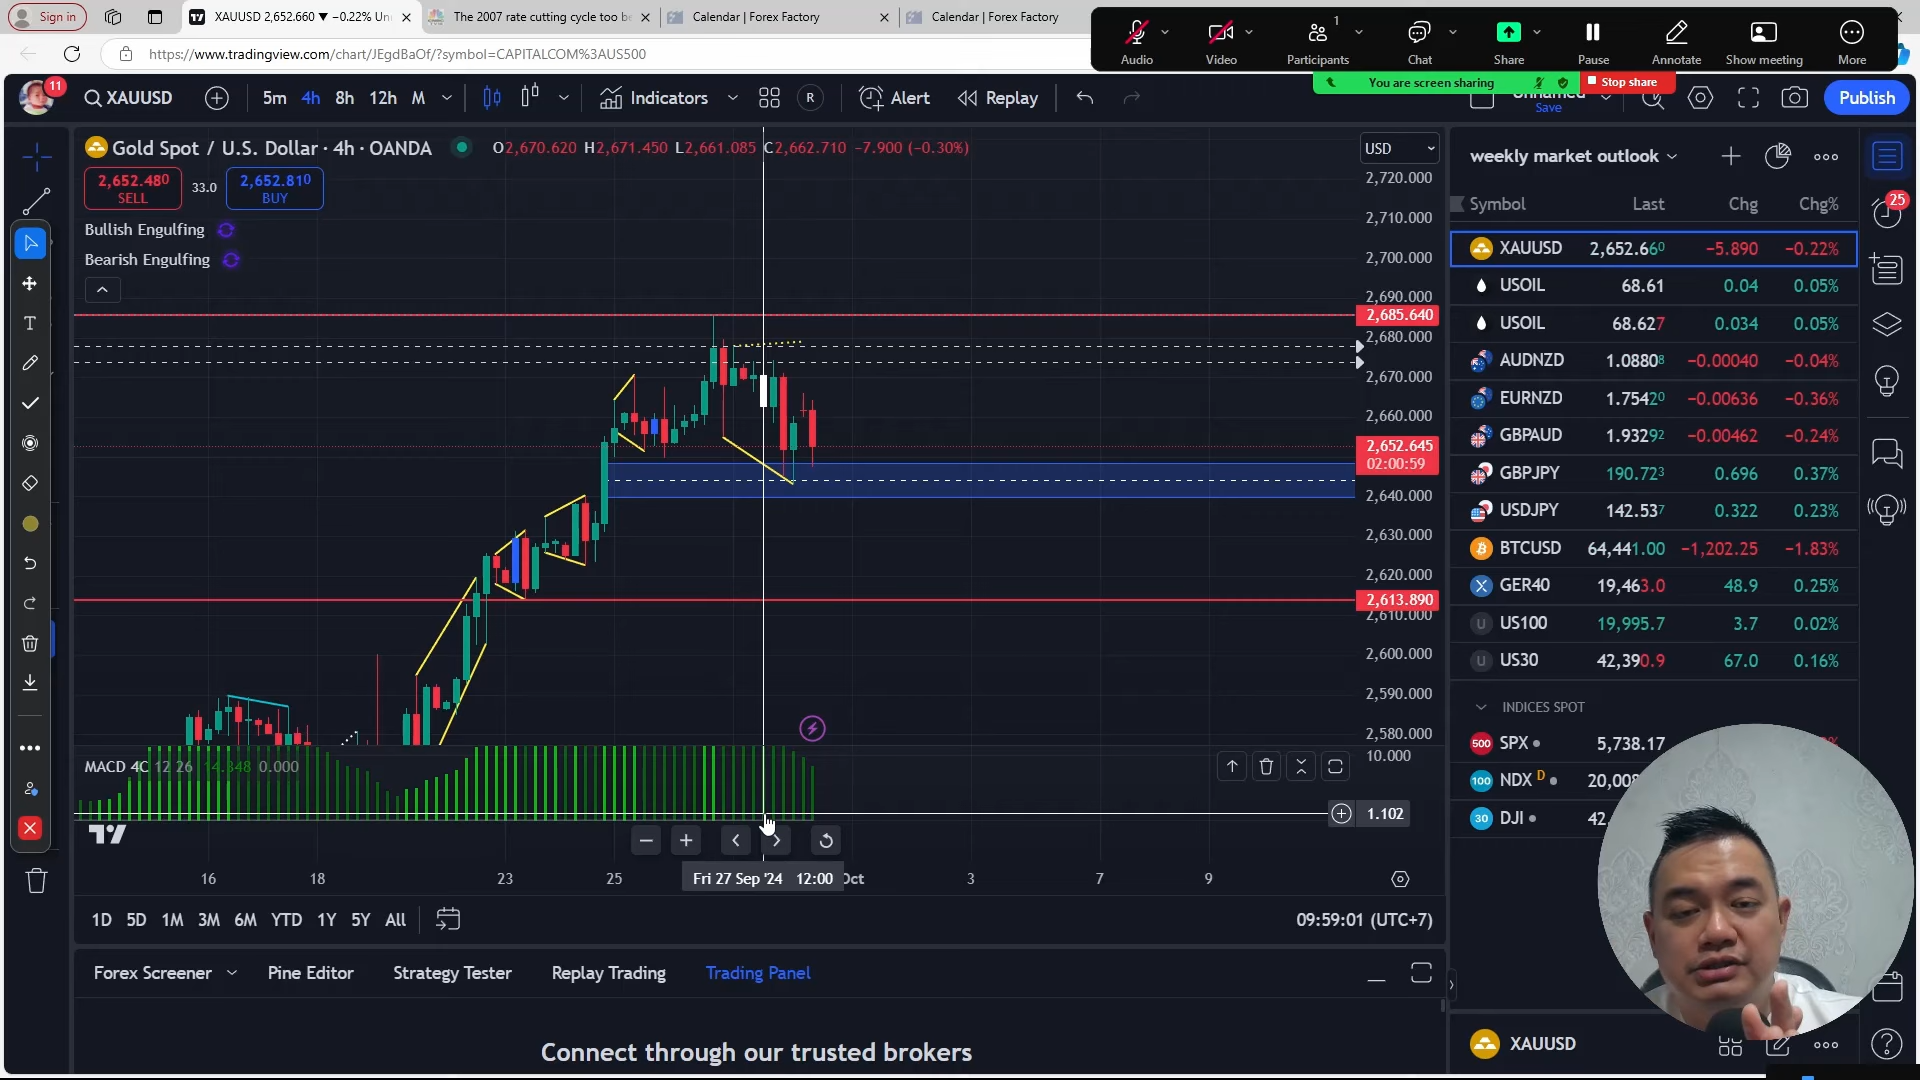 Sign in
XAUUSD 2,652.660 ▼ −0.22% Un
The 2007 rate cutting cycle too be
Calendar | Forex Factory
Calendar | Forex Factory
https://www.tradingview.com/chart/JEgdBaOf/?symbol=CAPITALCOM%3AUS500
1
Audio
Video
Participants
Chat
Share
Pause
Annotate
Show meeting
More
You are screen sharing
Stop share
11
XAUUSD
5m
4h
8h
12h
M
Indicators
R
Alert
Replay
Unnamed
Save
Publish
Gold Spot / U.S. Dollar · 4h · OANDA
O2,670.620 H2,671.450 L2,661.085 C2,662.710 −7.900 (−0.30%)
2,652.480
SELL
33.0
2,652.810
BUY
Bullish Engulfing
Bearish Engulfing
USD
2,720.000
2,710.000
2,700.000
2,690.000
2,685.640
2,680.000
2,670.000
2,660.000
2,652.645
02:00:59
2,640.000
2,630.000
2,620.000
2,613.890
2,610.000
2,600.000
2,590.000
2,580.000
MACD 4C 12 26 14.348 0.000
10.000
1.102
16
18
23
25
Fri 27 Sep '24 12:00
Oct
3
7
9
1D
5D
1M
3M
6M
YTD
1Y
5Y
All
09:59:01 (UTC+7)
Forex Screener
Pine Editor
Strategy Tester
Replay Trading
Trading Panel
Connect through our trusted brokers
weekly market outlook
Symbol Last Chg Chg%
XAUUSD 2,652.660 −5.890 −0.22%
USOIL 68.61 0.04 0.05%
USOIL 68.627 0.034 0.05%
AUDNZD 1.08808 −0.00040 −0.04%
EURNZD 1.75420 −0.00636 −0.36%
GBPAUD 1.93292 −0.00462 −0.24%
GBPJPY 190.723 0.696 0.37%
USDJPY 142.537 0.322 0.23%
BTCUSD 64,441.00 −1,202.25 −1.83%
GER40 19,463.0 48.9 0.25%
U US100 19,995.7 3.7 0.02%
U US30 42,390.9 67.0 0.16%
INDICES SPOT
500 SPX 5,738.17
100 NDX D 20,008
30 DJI 42,
XAUUSD
25